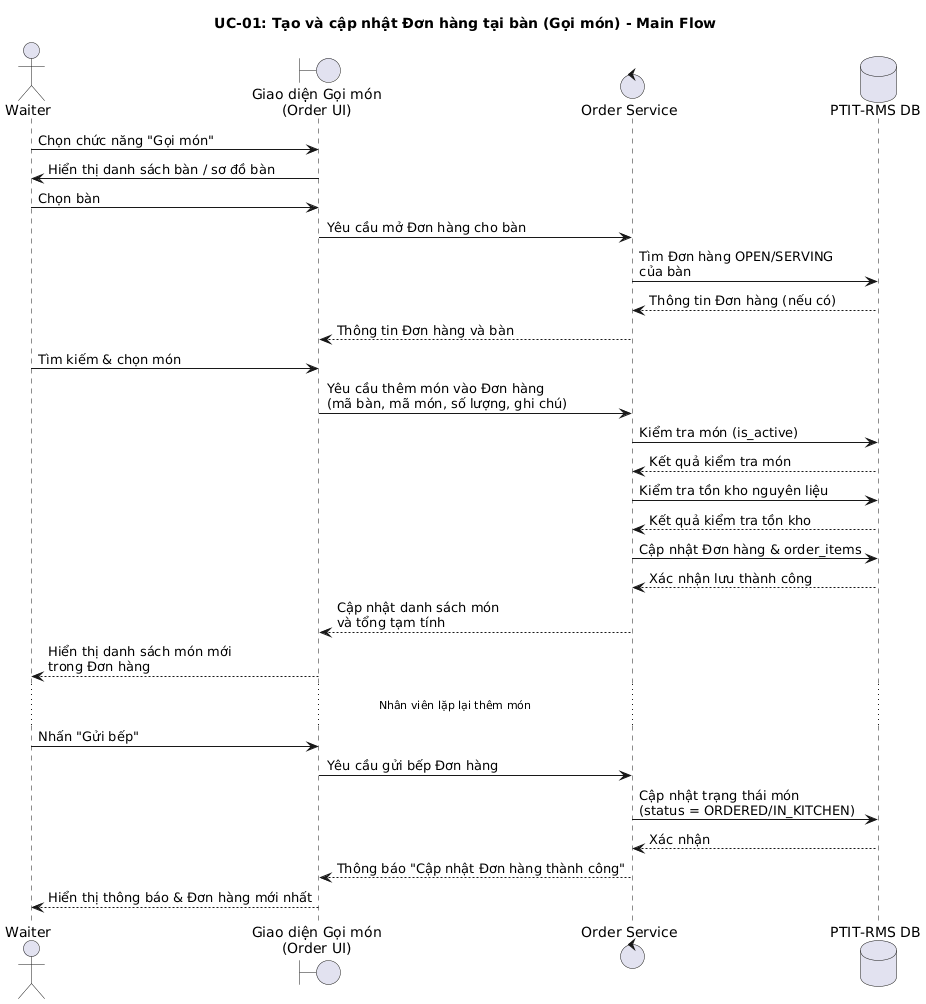 UC-01: Tạo và cập nhật Đơn hàng tại bàn (Gọi món) - Main Flow
Waiter
Giao diện Gọi món
(Order UI)
Order Service
PTIT-RMS DB
Chọn chức năng "Gọi món"
Hiển thị danh sách bàn / sơ đồ bàn
Chọn bàn
Yêu cầu mở Đơn hàng cho bàn
Tìm Đơn hàng OPEN/SERVING
của bàn
Thông tin Đơn hàng (nếu có)
Thông tin Đơn hàng và bàn
Tìm kiếm & chọn món
Yêu cầu thêm món vào Đơn hàng
(mã bàn, mã món, số lượng, ghi chú)
Kiểm tra món (is_active)
Kết quả kiểm tra món
Kiểm tra tồn kho nguyên liệu
Kết quả kiểm tra tồn kho
Cập nhật Đơn hàng & order_items
Xác nhận lưu thành công
Cập nhật danh sách món
và tổng tạm tính
Hiển thị danh sách món mới
trong Đơn hàng
Nhân viên lặp lại thêm món
Nhấn "Gửi bếp"
Yêu cầu gửi bếp Đơn hàng
Cập nhật trạng thái món
(status = ORDERED/IN_KITCHEN)
Xác nhận
Thông báo "Cập nhật Đơn hàng thành công"
Hiển thị thông báo & Đơn hàng mới nhất
Waiter
Giao diện Gọi món
(Order UI)
Order Service
PTIT-RMS DB